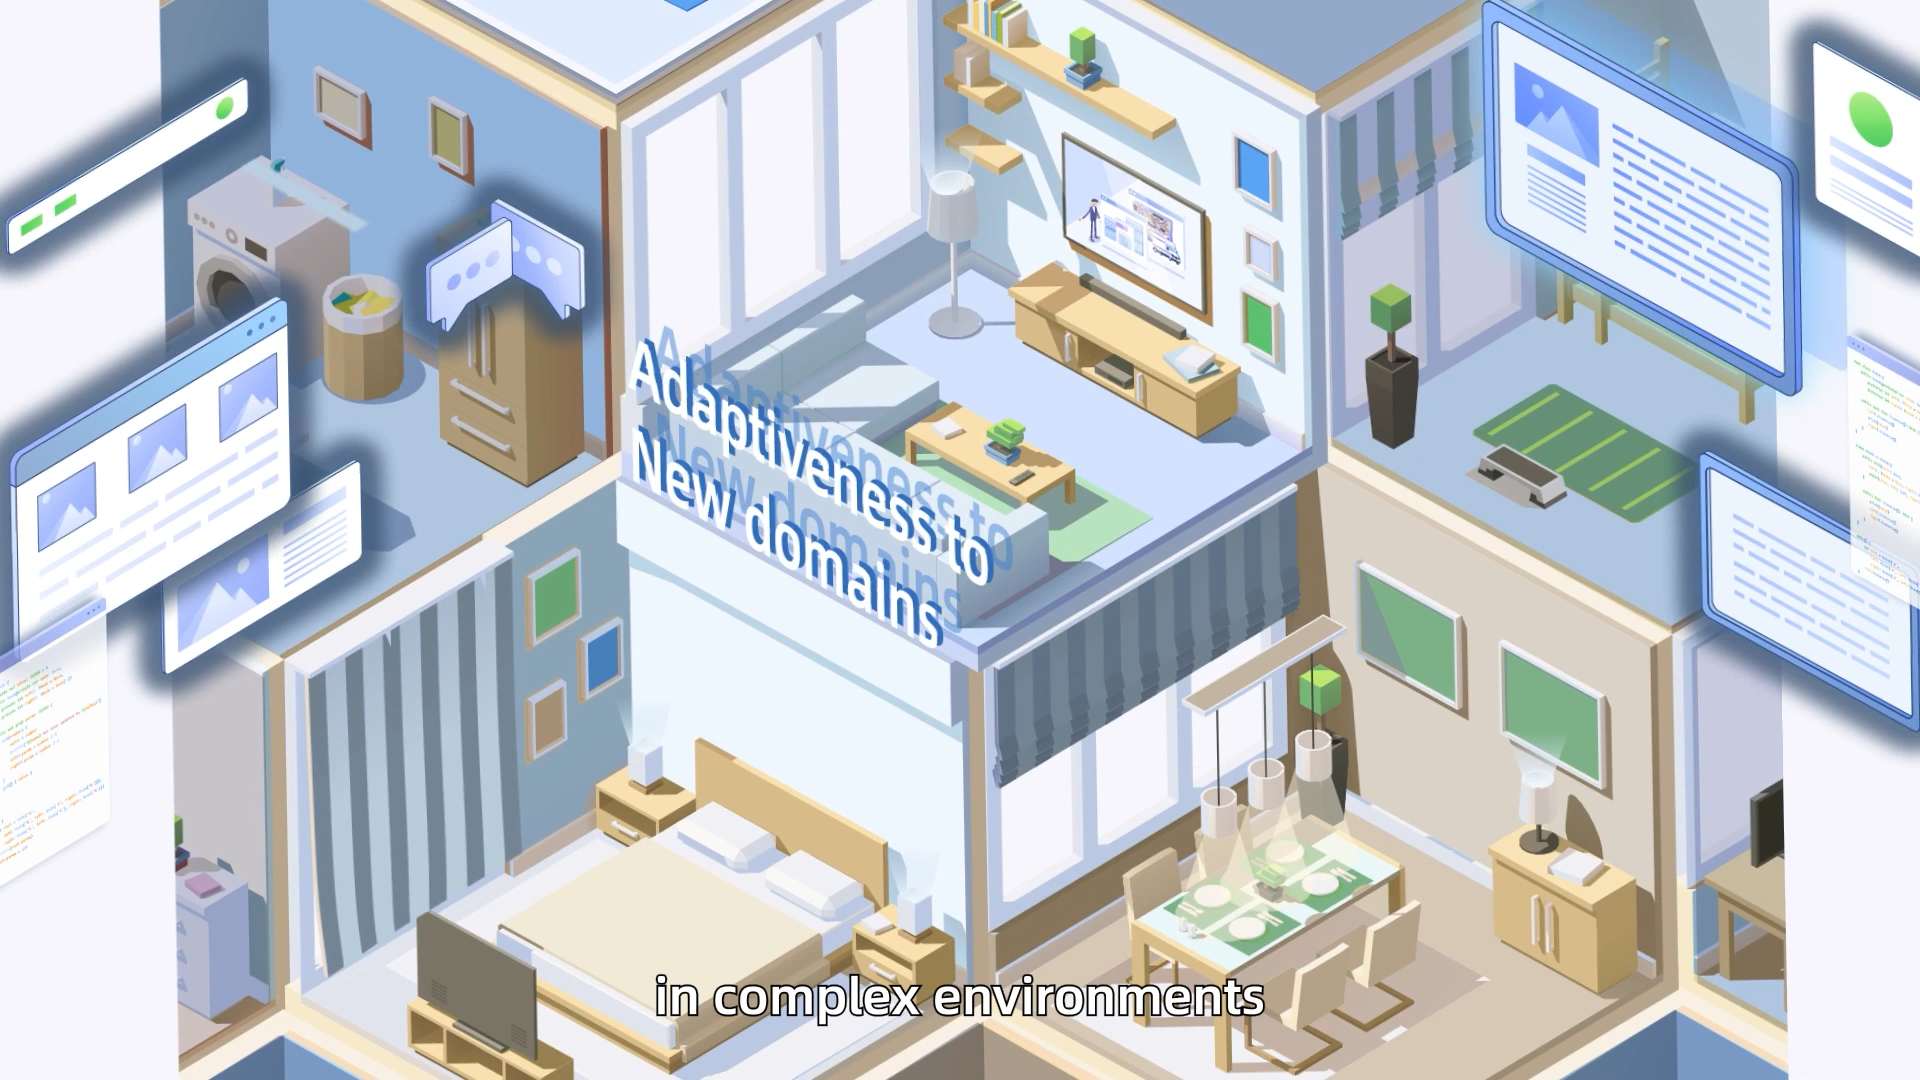 Adaptiveness to
New domains
in complex environments